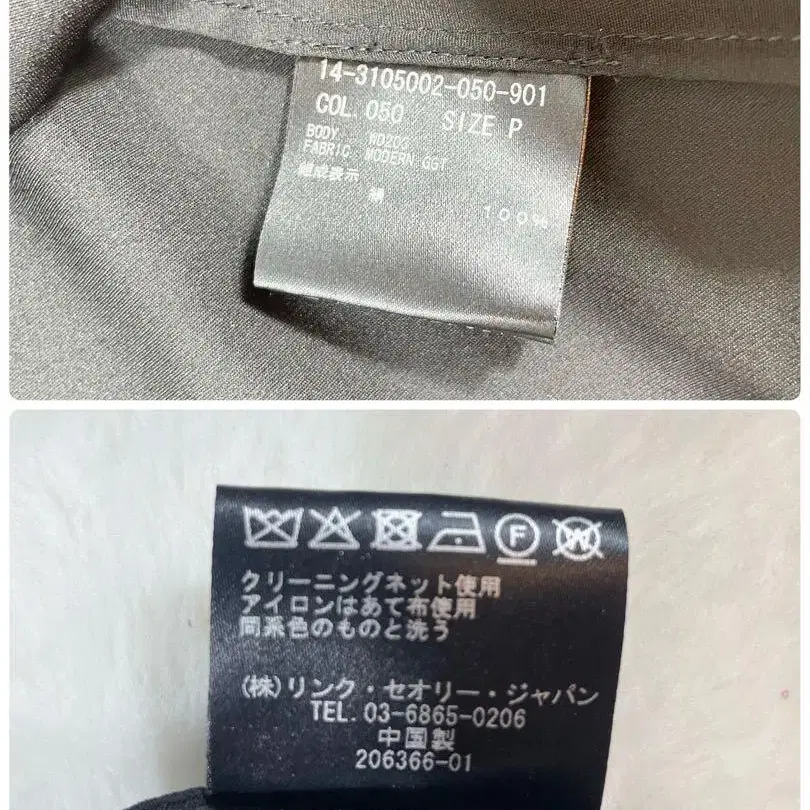 14-3105002-050-901
COL. 050 SIZE P
BODY. WD20S
FABRIC MODERN GGT
組成表示
絹 100%
F
W
クリーニングネット使用
アイロンはあて布使用
同系色のものと洗う
(株)リンク・セオリー・ジャパン
TEL. 03-6865-0206
中国製
206366-01